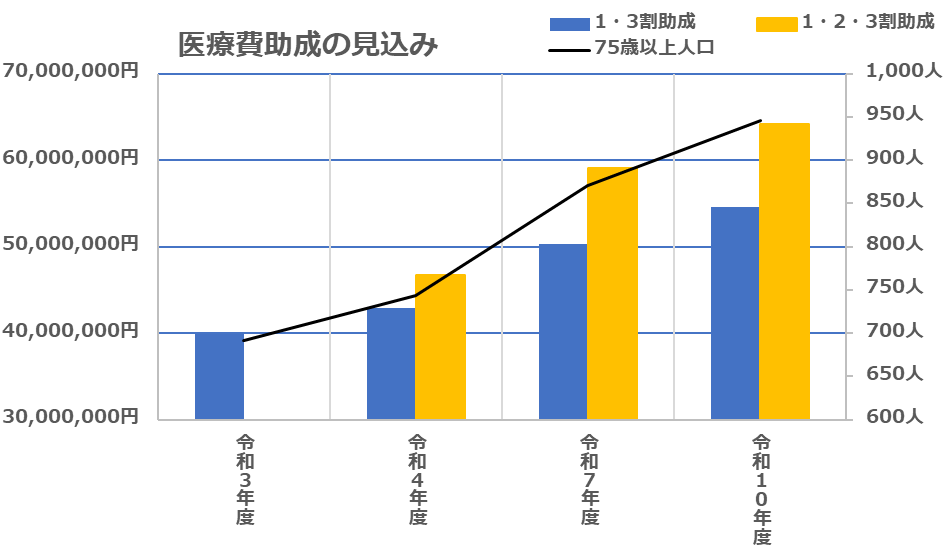 1・3割助成
1・2・3割助成
75歳以上人口
医療費助成の見込み
70,000,000円
60,000,000円
50,000,000円
40,000,000円
30,000,000円
1,000人
950人
900人
850人
800人
750人
700人
650人
600人
令和3年度
令和4年度
令和7年度
令和10年度